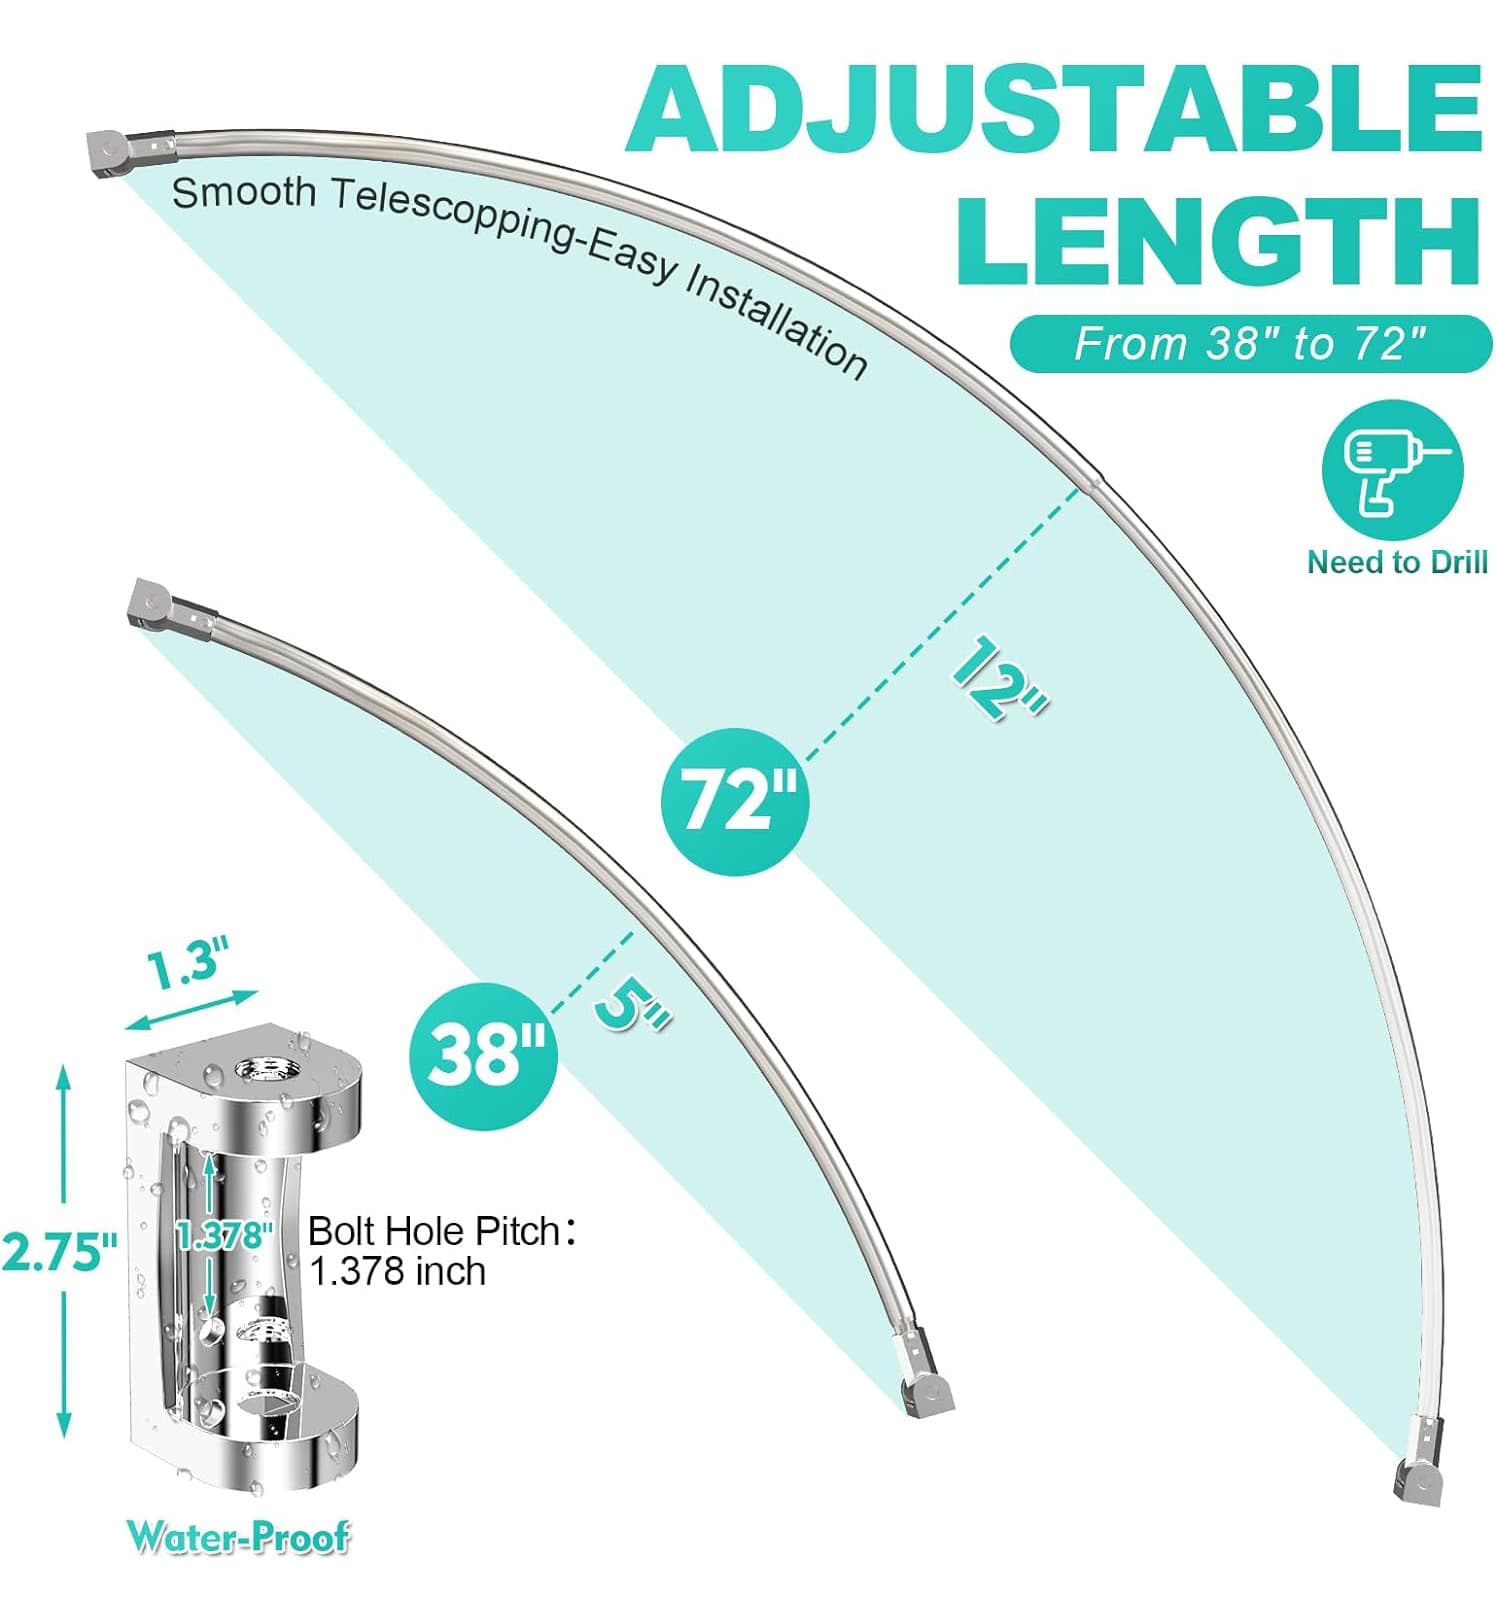 ADJUSTABLE
LENGTH
From 38" to 72"
Smooth Telescopping-Easy Installation
Need to Drill
12"
72"
5"
38"
1.3"
2.75"
1.378"
Bolt Hole Pitch:
1.378 inch
Water-Proof